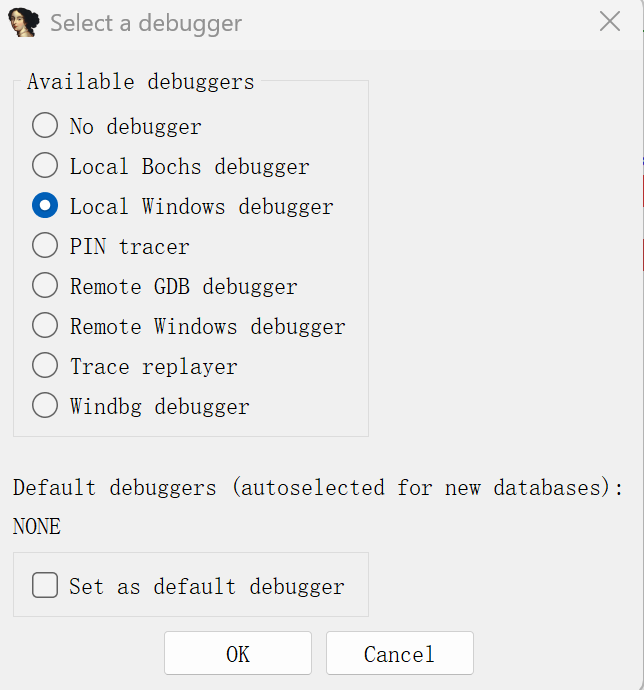 Select a debugger
Available debuggers
No debugger
Local Bochs debugger
Local Windows debugger
PIN tracer
Remote GDB debugger
Remote Windows debugger
Trace replayer
Windbg debugger
Default debuggers (autoselected for new databases):
NONE
Set as default debugger
OK Cancel